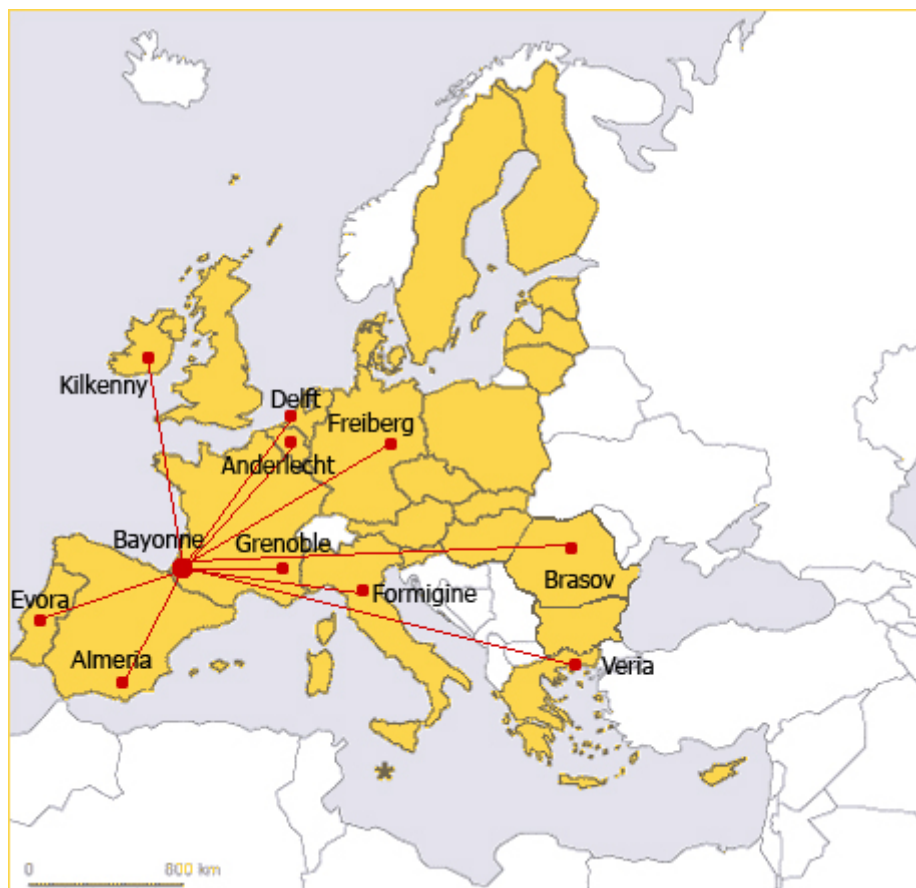 Kilkenny
Delft
Freiberg
Anderlecht
Bayonne
Grenoble
Evora
Formigine
Brasov
Almeria
Veria
0 800 km